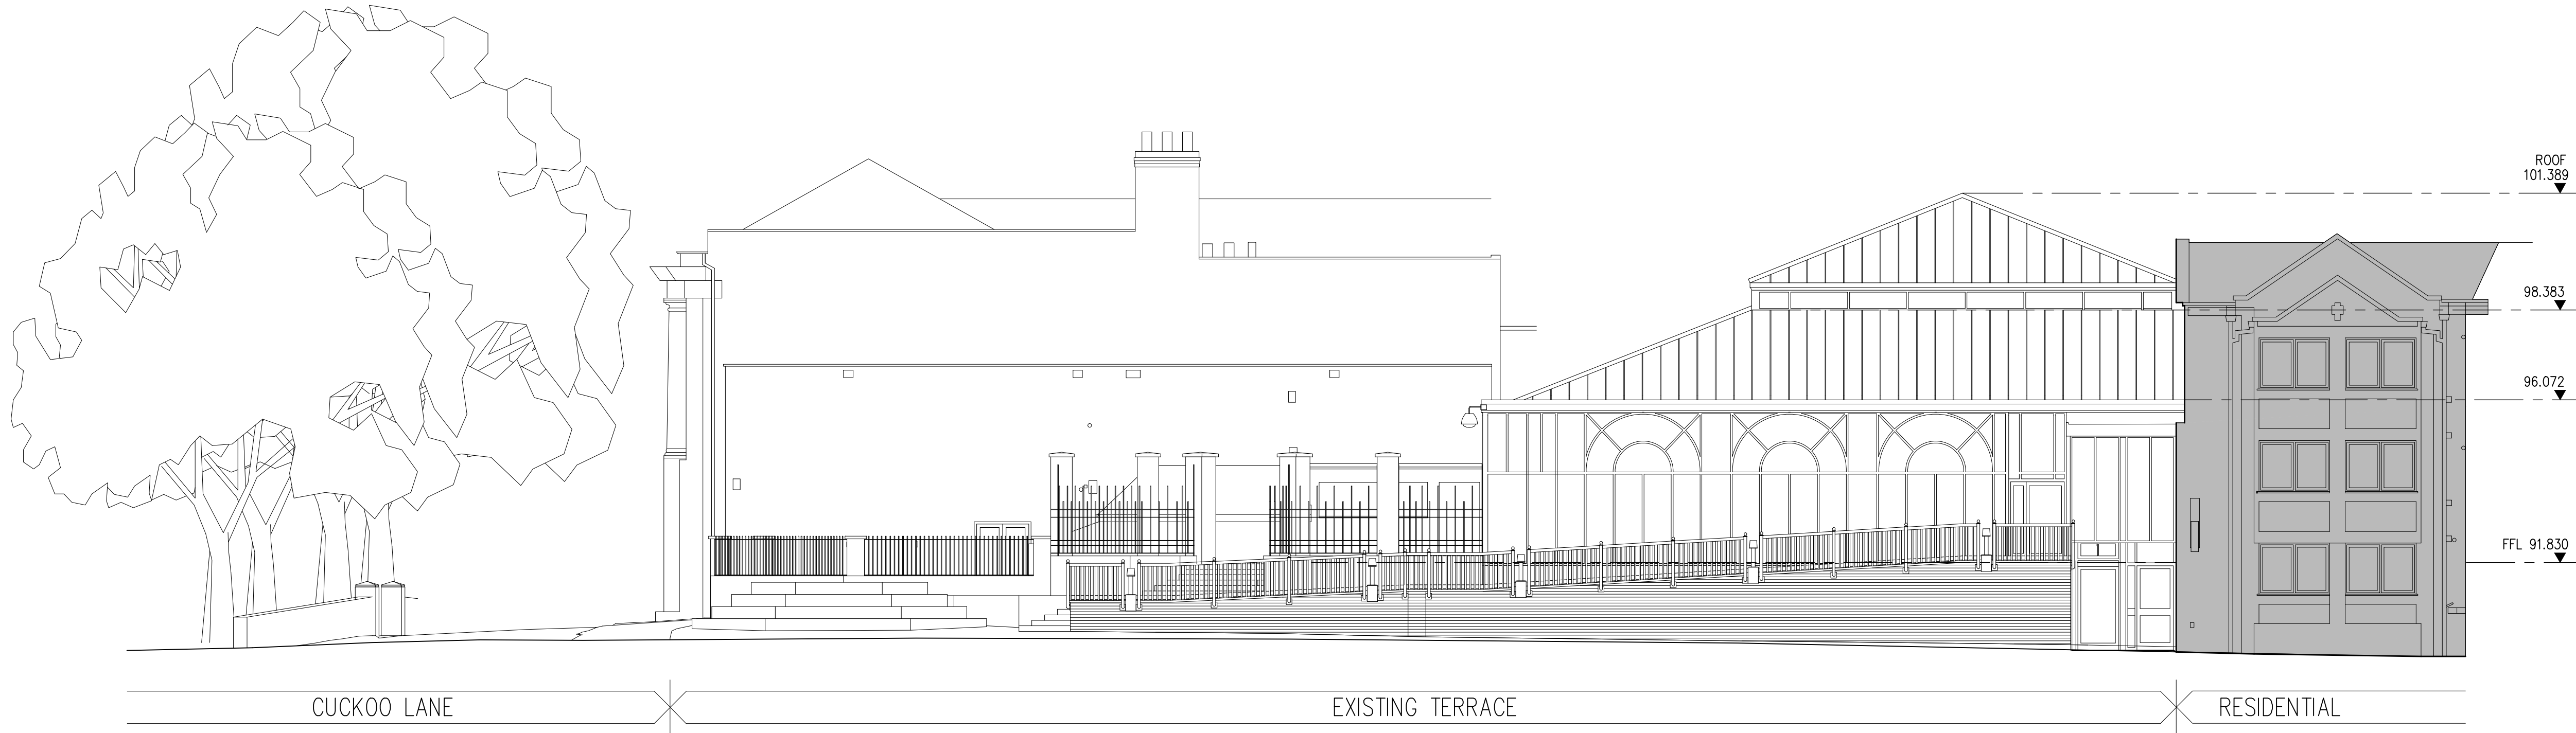 ROOF
101.389
98.383
96.072
FFL 91.830
CUCKOO LANE
EXISTING TERRACE
RESIDENTIAL